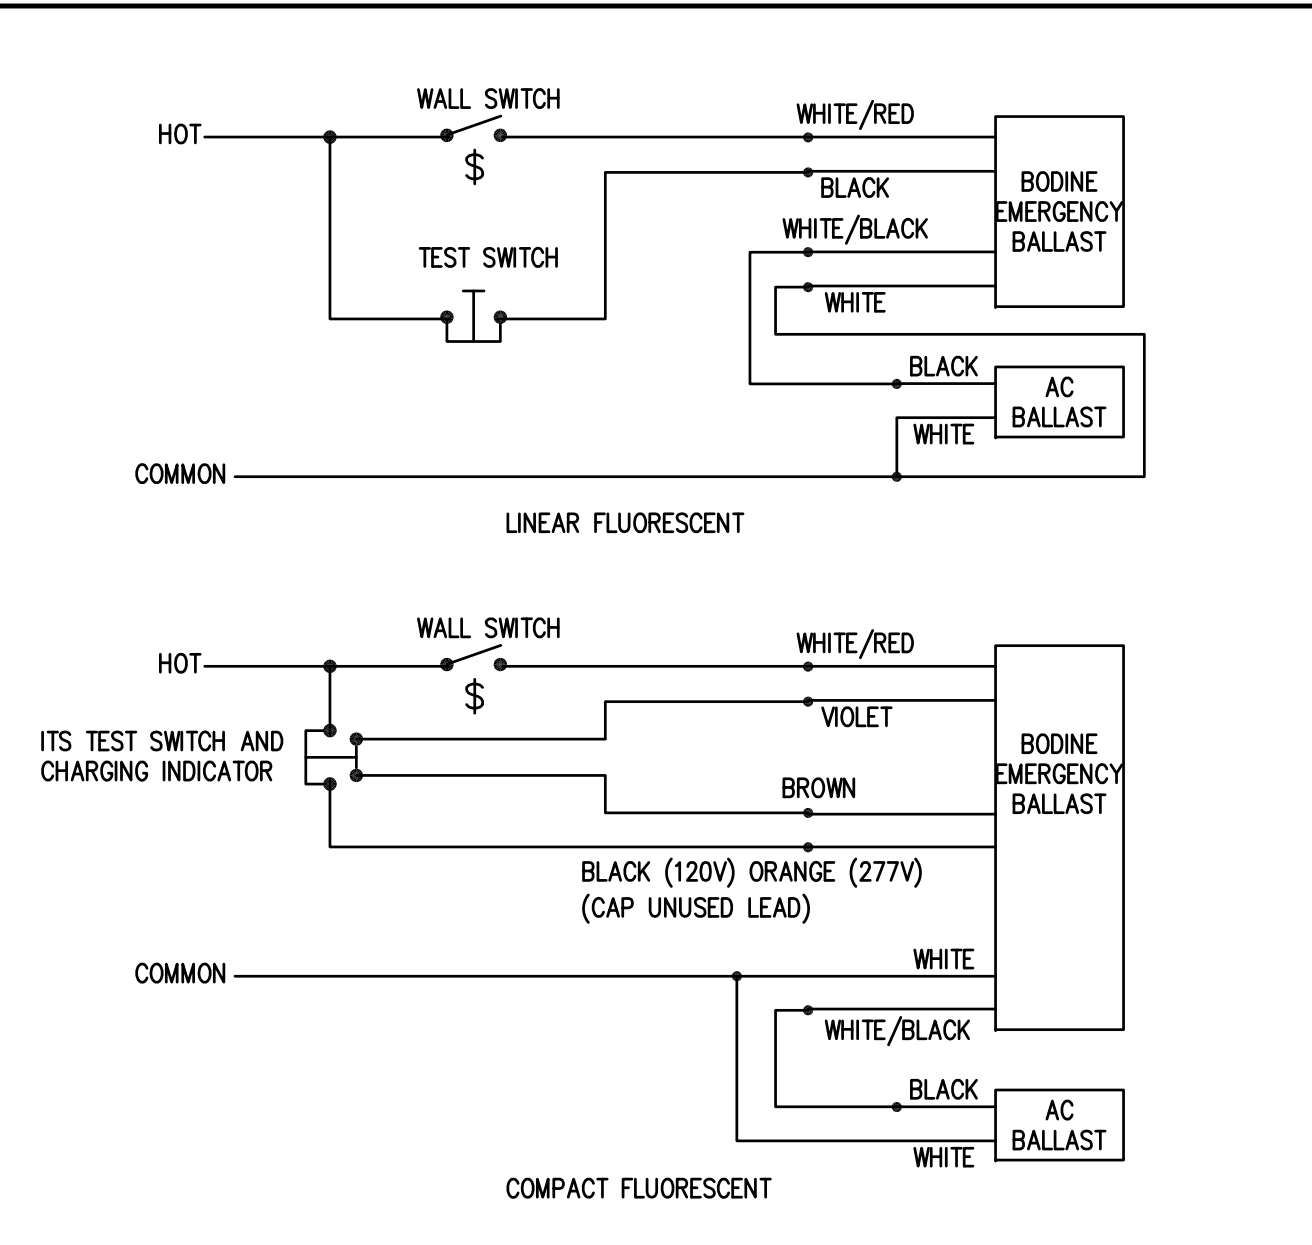 WALL SWITCH
WHITE/RED
HOT
$
BLACK
BODINE
EMERGENCY
BALLAST
WHITE/BLACK
TEST SWITCH
WHITE
BLACK
AC
BALLAST
WHITE
COMMON
LINEAR FLUORESCENT
WALL SWITCH
WHITE/RED
HOT
$
VIOLET
ITS TEST SWITCH AND
CHARGING INDICATOR
BODINE
EMERGENCY
BALLAST
BROWN
BLACK (120V) ORANGE (277V)
(CAP UNUSED LEAD)
WHITE
COMMON
WHITE/BLACK
BLACK
AC
BALLAST
WHITE
COMPACT FLUORESCENT